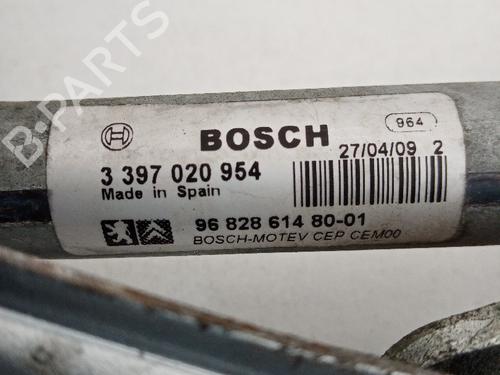 B-PARTS
BOSCH
964
3 397 020 954
27/04/09 2
Made in Spain
96 828 614 80-01
BOSCH-MOTEV CEP CEM00